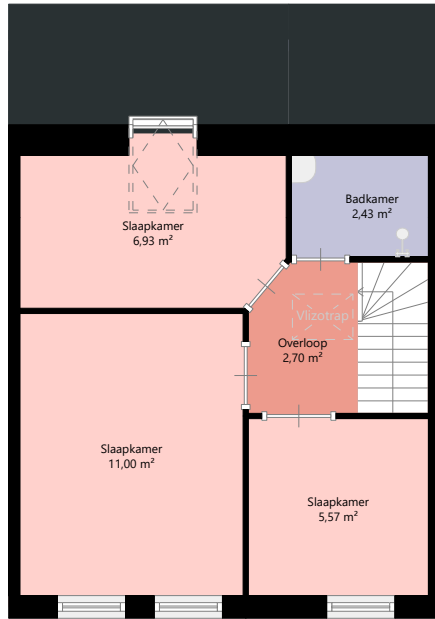 Slaapkamer
6,93 m²
Badkamer
2,43 m²
Vlizotrap
Overloop
2,70 m²
Slaapkamer
11,00 m²
Slaapkamer
5,57 m²